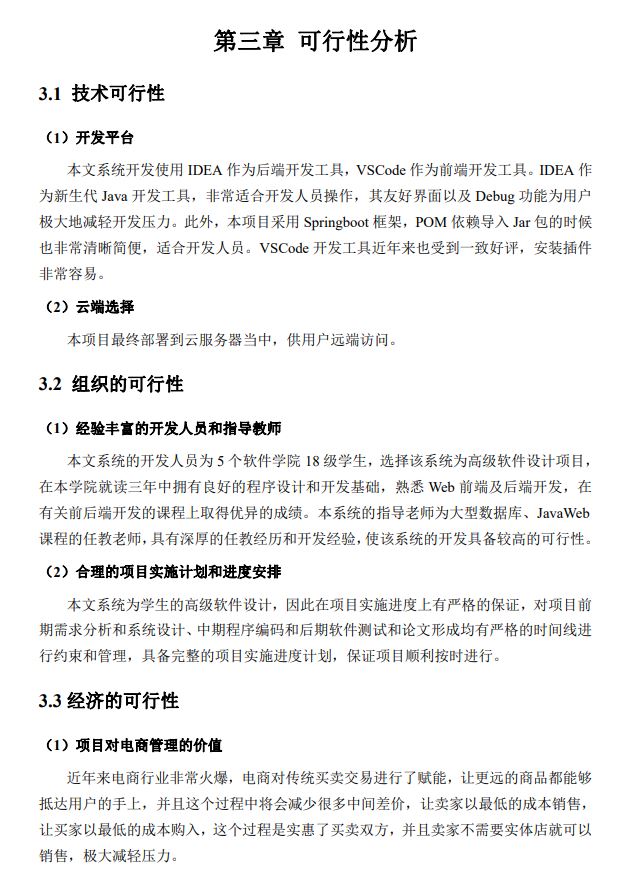 第三章 可行性分析
3.1 技术可行性
（1）开发平台
本文系统开发使用 IDEA 作为后端开发工具，VSCode 作为前端开发工具。IDEA 作
为新生代 Java 开发工具，非常适合开发人员操作，其友好界面以及 Debug 功能为用户
极大地减轻开发压力。此外，本项目采用 Springboot 框架，POM 依赖导入 Jar 包的时候
也非常清晰简便，适合开发人员。VSCode 开发工具近年来也受到一致好评，安装插件
非常容易。
（2）云端选择
本项目最终部署到云服务器当中，供用户远端访问。
3.2 组织的可行性
（1）经验丰富的开发人员和指导教师
本文系统的开发人员为 5 个软件学院 18 级学生，选择该系统为高级软件设计项目，
在本学院就读三年中拥有良好的程序设计和开发基础，熟悉 Web 前端及后端开发，在
有关前后端开发的课程上取得优异的成绩。本系统的指导老师为大型数据库、JavaWeb
课程的任教老师，具有深厚的任教经历和开发经验，使该系统的开发具备较高的可行性。
（2）合理的项目实施计划和进度安排
本文系统为学生的高级软件设计，因此在项目实施进度上有严格的保证，对项目前
期需求分析和系统设计、中期程序编码和后期软件测试和论文形成均有严格的时间线进
行约束和管理，具备完整的项目实施进度计划，保证项目顺利按时进行。
3.3 经济的可行性
（1）项目对电商管理的价值
近年来电商行业非常火爆，电商对传统买卖交易进行了赋能，让更远的商品都能够
抵达用户的手上，并且这个过程中将会减少很多中间差价，让卖家以最低的成本销售，
让买家以最低的成本购入，这个过程是实惠了买卖双方，并且卖家不需要实体店就可以
销售，极大减轻压力。